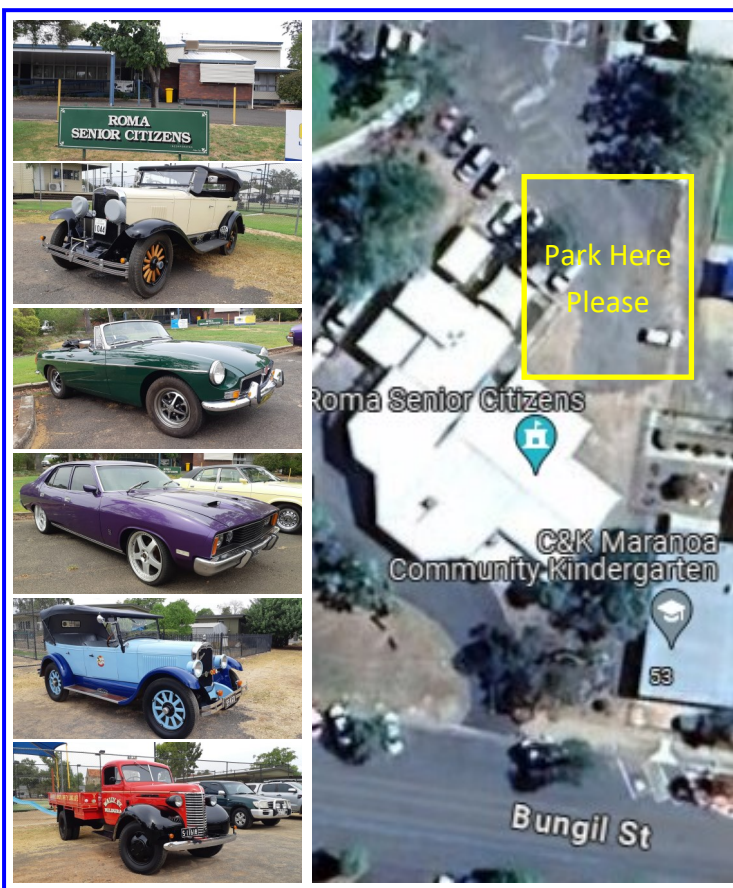 ROMA
SENIOR CITIZENS
Park Here
Please
Roma Senior Citizens
C&K Maranoa
Community Kindergarten
53
Bungil St